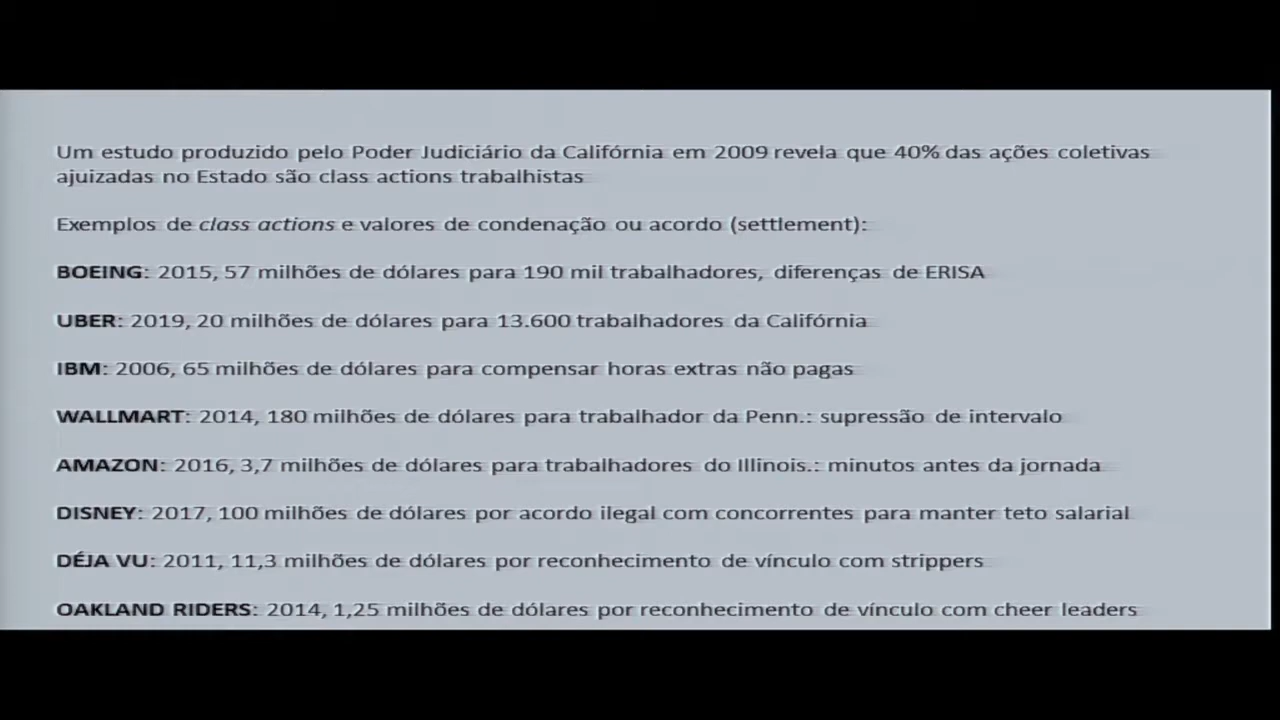 Um estudo produzido pelo Poder Judiciário da Califórnia em 2009 revela que 40% das ações coletivas
ajuizadas no Estado são class actions trabalhistas
Exemplos de class actions e valores de condenação ou acordo (settlement):
BOEING: 2015, 57 milhões de dólares para 190 mil trabalhadores, diferenças de ERISA
UBER: 2019, 20 milhões de dólares para 13.600 trabalhadores da Califórnia
IBM: 2006, 65 milhões de dólares para compensar horas extras não pagas
WALLMART: 2014, 180 milhões de dólares para trabalhador da Penn.: supressão de intervalo
AMAZON: 2016, 3,7 milhões de dólares para trabalhadores do Illinois.: minutos antes da jornada
DISNEY: 2017, 100 milhões de dólares por acordo ilegal com concorrentes para manter teto salarial
DÉJA VU: 2011, 11,3 milhões de dólares por reconhecimento de vínculo com strippers
OAKLAND RIDERS: 2014, 1,25 milhões de dólares por reconhecimento de vínculo com cheer leaders